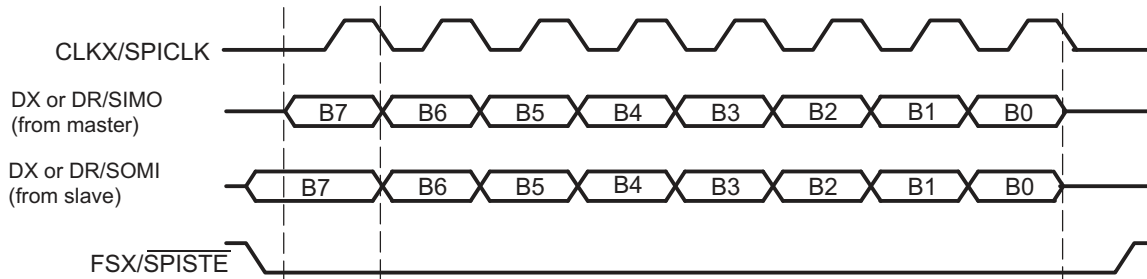 CLKX/SPICLK
DX or DR/SIMO
(from master)
B7 B6 B5 B4 B3 B2 B1 B0
DX or DR/SOMI
(from slave)
B7 B6 B5 B4 B3 B2 B1 B0
FSX/SPISTE